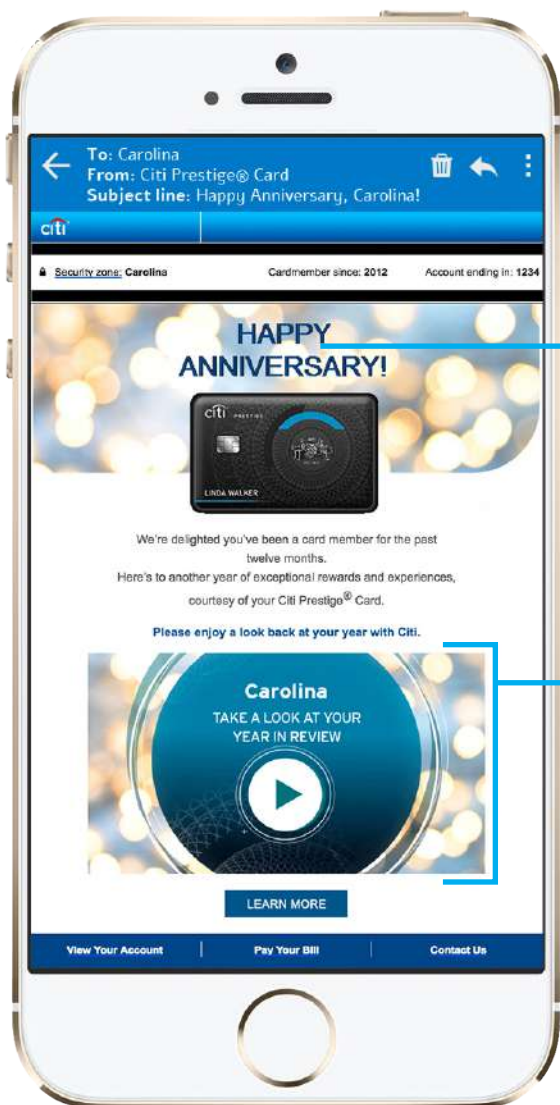 To: Carolina
From: Citi Prestige® Card
Subject line: Happy Anniversary, Carolina!
citi
Security zone: Carolina Cardmember since: 2012 Account ending in: 1234
HAPPY
ANNIVERSARY!
citi PRESTIGE
LINDA WALKER
We're delighted you've been a card member for the past
twelve months.
Here's to another year of exceptional rewards and experiences,
courtesy of your Citi Prestige® Card.
Please enjoy a look back at your year with Citi.
Carolina
TAKE A LOOK AT YOUR
YEAR IN REVIEW
LEARN MORE
View Your Account Pay Your Bill Contact Us